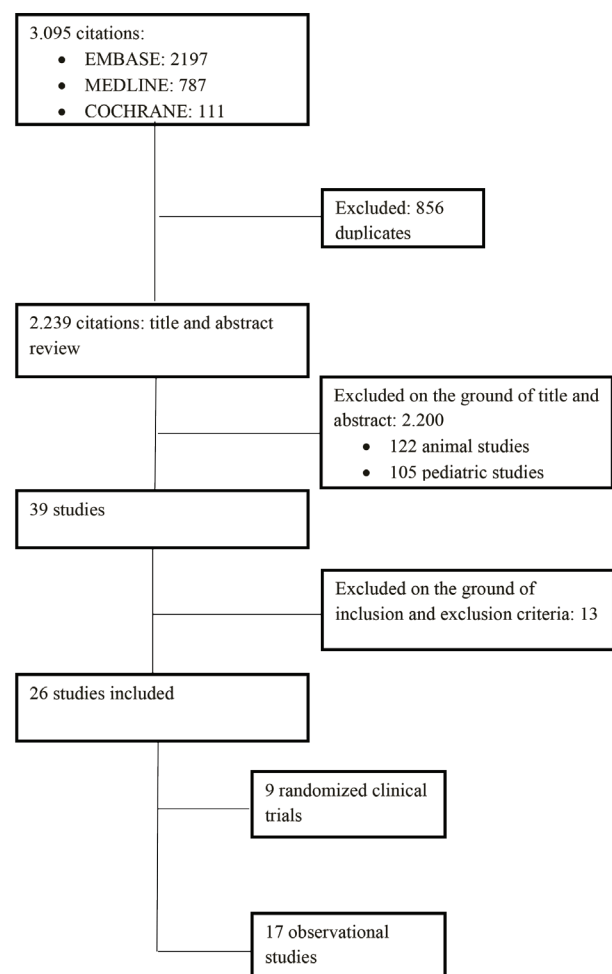 3.095 citations:
• EMBASE: 2197
• MEDLINE: 787
• COCHRANE: 111
Excluded: 856
duplicates
2.239 citations: title and abstract
review
Excluded on the ground of title and
abstract: 2.200
• 122 animal studies
• 105 pediatric studies
39 studies
Excluded on the ground of
inclusion and exclusion criteria: 13
26 studies included
9 randomized clinical
trials
17 observational
studies